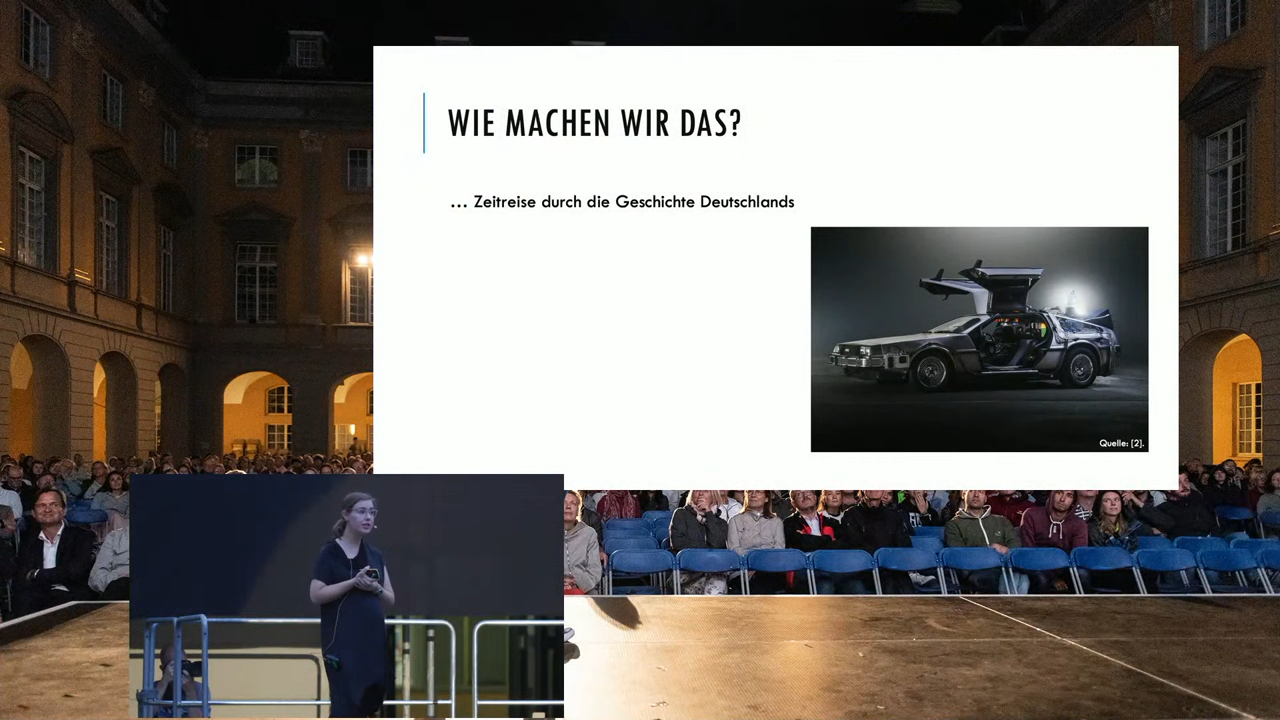 WIE MACHEN WIR DAS?
... Zeitreise durch die Geschichte Deutschlands
Quelle: [2].